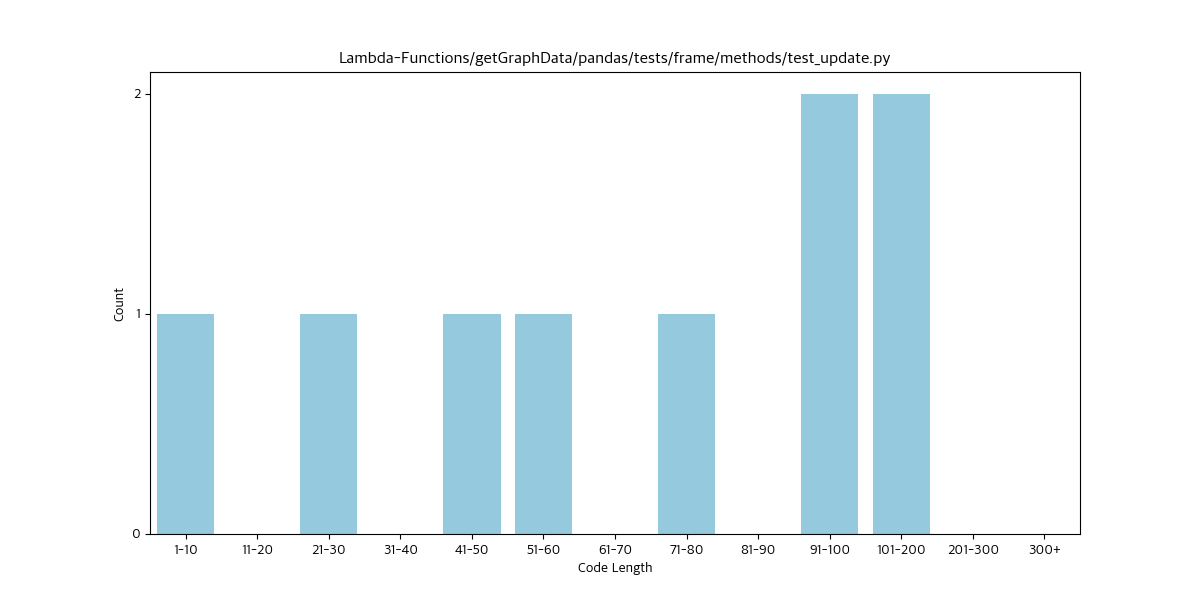 Lambda-Functions/getGraphData/pandas/tests/frame/methods/test_update.py
2
1
0
Count
1-10 11-20 21-30 31-40 41-50 51-60 61-70 71-80 81-90 91-100 101-200 201-300 300+
Code Length